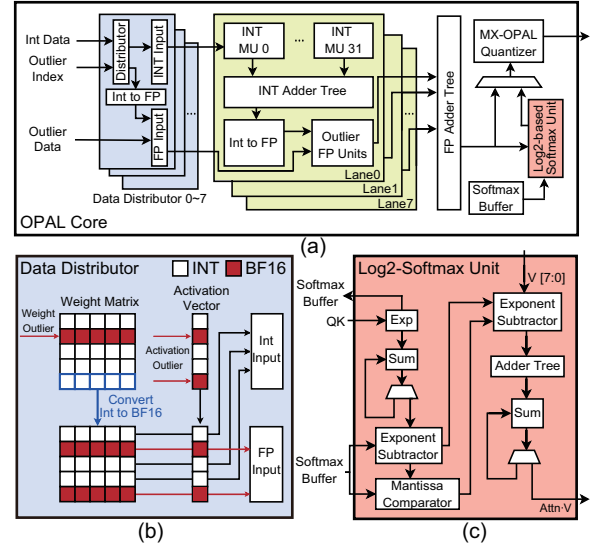 Int Data
Outlier
Index
Outlier
Data
Distributor
INT Input
Int to FP
FP Input
...
...
Data Distributor 0~7
INT
MU 0
...
INT
MU 31
INT Adder Tree
Int to FP
Outlier
FP Units
Lane0
Lane1
Lane7
...
FP Adder Tree
MX-OPAL
Quantizer
Log2-based
Softmax Unit
Softmax
Buffer
OPAL Core
(a)
Data Distributor
INT
BF16
Weight Matrix
Activation
Vector
Weight
Outlier
Activation
Outlier
Int
Input
Convert
Int to BF16
FP
Input
(b)
Log2-Softmax Unit
V [7:0]
Softmax
Buffer
QK
Exp
Sum
Exponent
Subtractor
Adder Tree
Sum
Exponent
Subtractor
Softmax
Buffer
Mantissa
Comparator
Attn·V
(c)